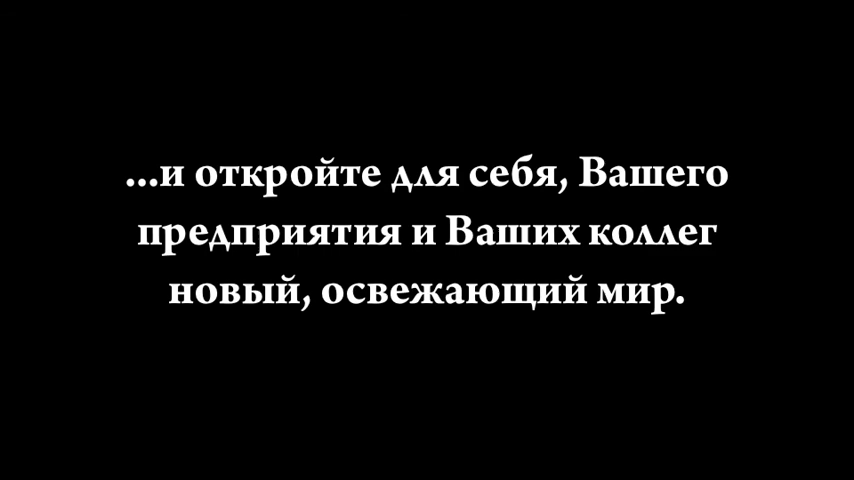 ...и откройте для себя, Вашего
предприятия и Ваших коллег
новый, освежающий мир.